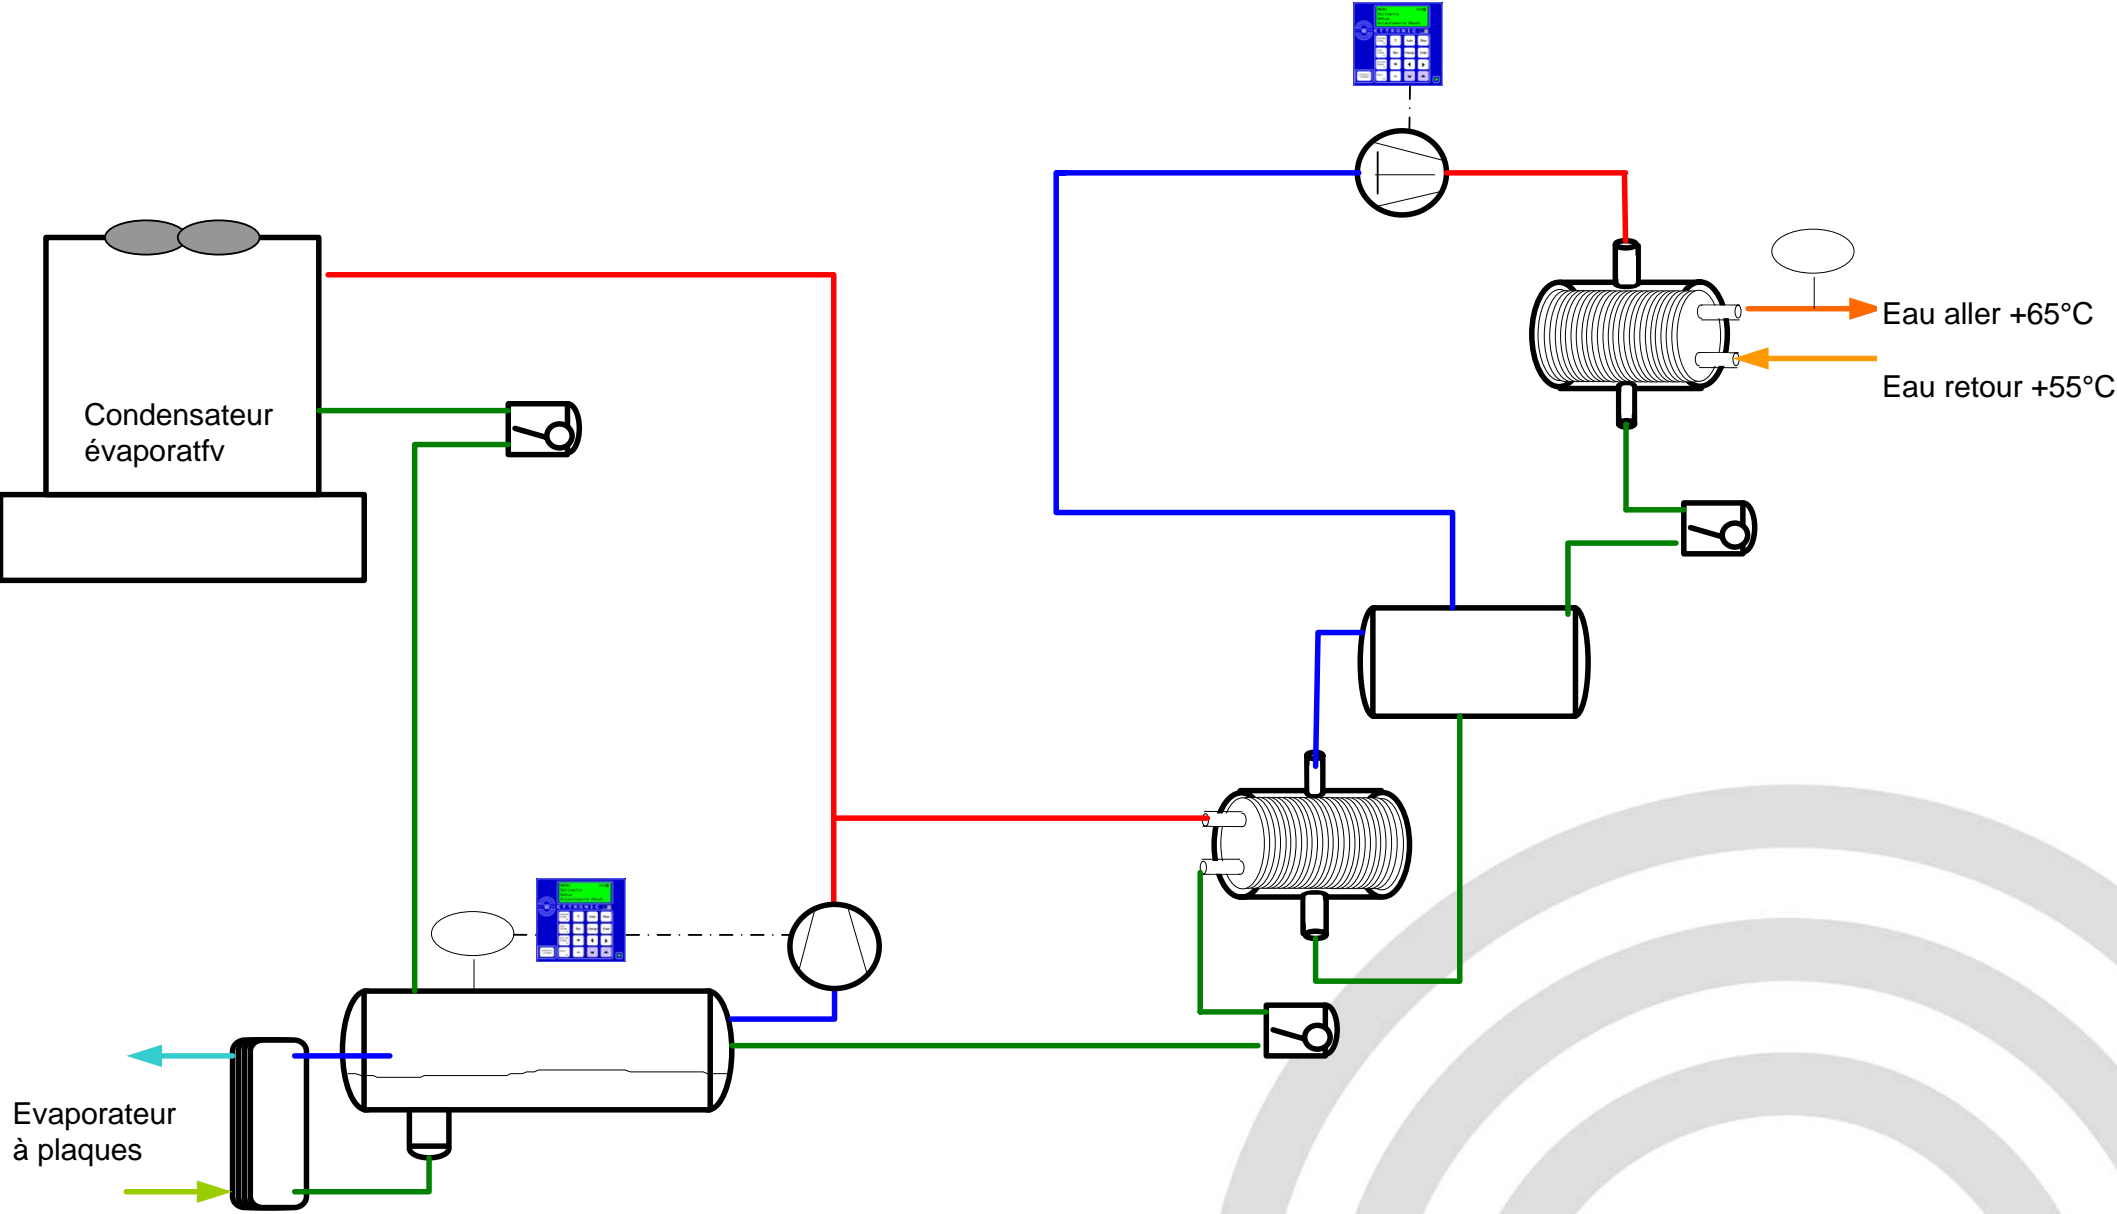 Eau aller +65°C
Eau retour +55°C
Condensateur
évaporatfv
Evaporateur
à plaques